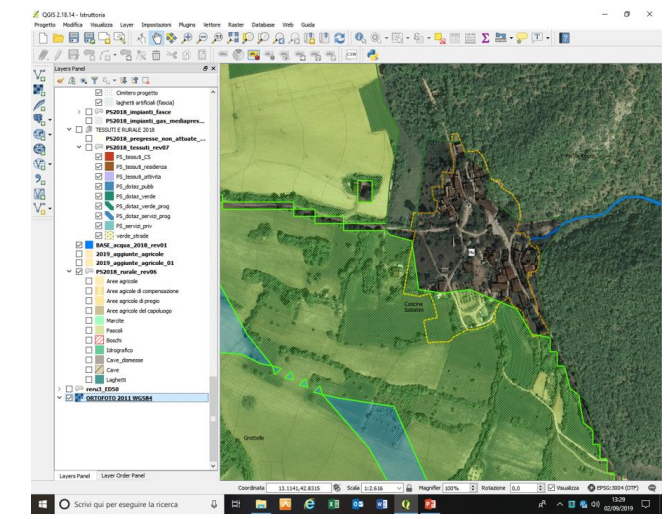 QGIS 2.18.14 - Istruttoria
Progetto Modifica Visualizza Layer Impostazioni Plugins Vettore Raster Database Web Guida
CSW
Layers Panel
Cimitero progetto
laghetti artificiali (fascia)
PS2018_impianti_fasce
PS2018_impianti_gas_mediapres...
TESSUTI E RURALE 2018
PS2018_pregresse_non_attuate_...
PS2018_tessuti_rev07
PS_tessuti_CS
PS_tessuti_residenza
PS_tessuti_attivita
PS_dotaz_pubb
PS_dotaz_verde
PS_dotaz_verde_prog
PS_dotaz_servizi_prog
PS_servizi_priv
verde_strade
BASE_acqua_2018_rev01
2019_aggiunte_agricole
2019_aggiunte_agricole_01
PS2018_rurale_rev06
Aree agricole
Aree agricole di compensazione
Aree agricole di pregio
Aree agricole del capoluogo
Marcite
Pascoli
Boschi
Idrografico
Cave_dismesse
Cave
Laghetti
reru3_ED50
ORTOFOTO 2011 WGS84
Cascine
Sabatini
Grottelle
Layers Panel Layer Order Panel
Coordinata 13.1141,42.8315 Scala 1:2.616 Magnifier 100% Rotazione 0,0 Visualizza EPSG:3004 (OTF)
Scrivi qui per eseguire la ricerca
13:29
02/09/2019